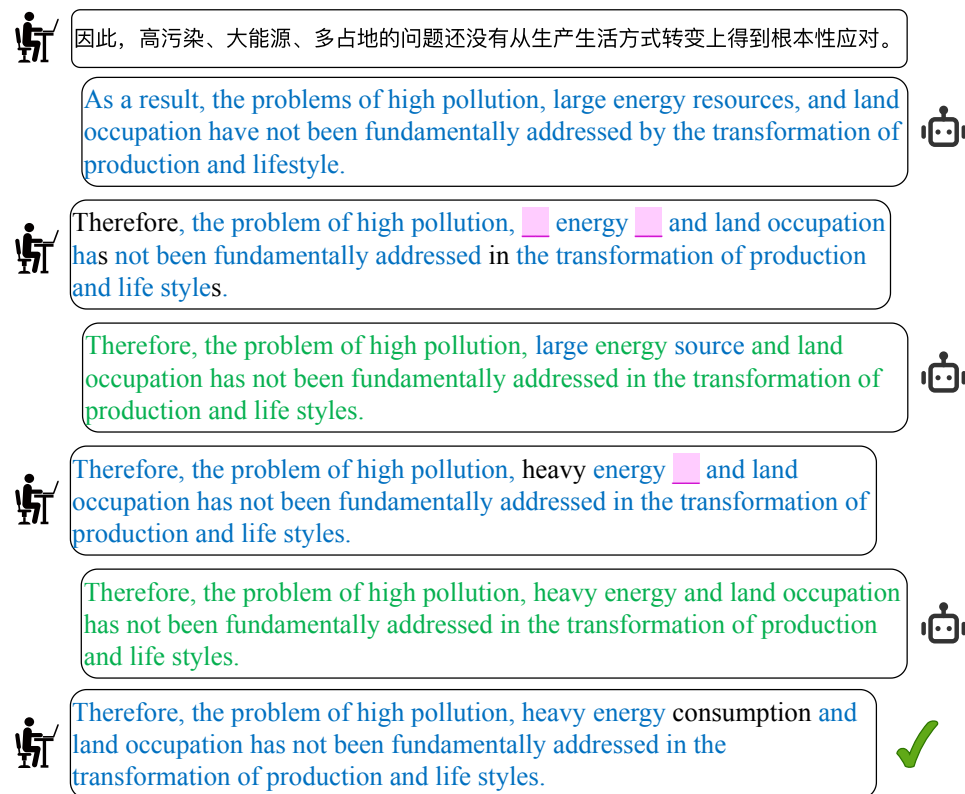 因此，高污染、大能源、多占地的问题还没有从生产生活方式转变上得到根本性应对。
As a result, the problems of high pollution, large energy resources, and land
occupation have not been fundamentally addressed by the transformation of
production and lifestyle.
Therefore, the problem of high pollution, __ energy __ and land occupation
has not been fundamentally addressed in the transformation of production
and life styles.
Therefore, the problem of high pollution, large energy source and land
occupation has not been fundamentally addressed in the transformation of
production and life styles.
Therefore, the problem of high pollution, heavy energy __ and land
occupation has not been fundamentally addressed in the transformation of
production and life styles.
Therefore, the problem of high pollution, heavy energy and land occupation
has not been fundamentally addressed in the transformation of production
and life styles.
Therefore, the problem of high pollution, heavy energy consumption and
land occupation has not been fundamentally addressed in the
transformation of production and life styles.